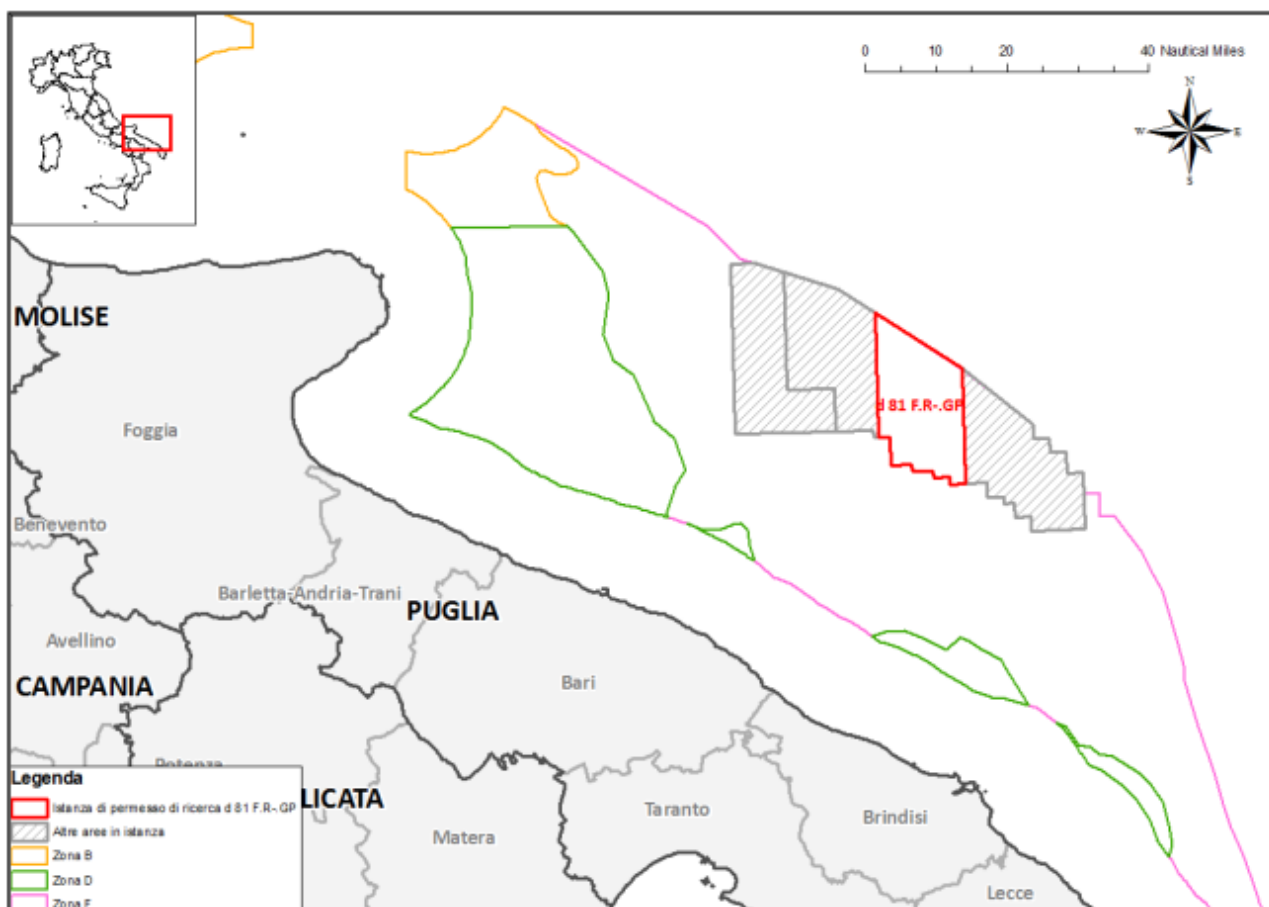 0 10 20 40 Nautical Miles
N
W E
S
MOLISE
d 81 F.R-.GP
Foggia
Benevento
Barletta-Andria-Trani
PUGLIA
Avellino
CAMPANIA
Bari
Potenza
Legenda
Istanza di permesso di ricerca d 81 F.R-.GP
LICATA
Altre aree in istanza
Taranto
Brindisi
Matera
Zona B
Zona D
Lecce
Zona F